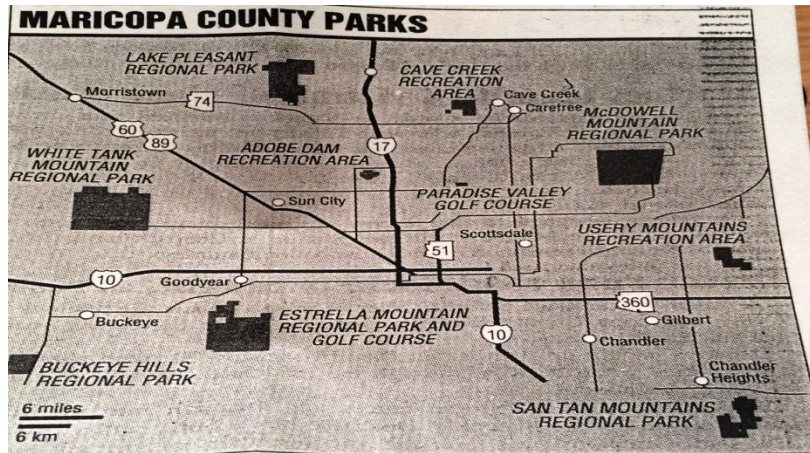 MARICOPA COUNTY PARKS
LAKE PLEASANT
REGIONAL PARK
CAVE CREEK
RECREATION
AREA
Cave Creek
Carefree
Morristown
74
McDOWELL
MOUNTAIN
REGIONAL PARK
60
89
17
ADOBE DAM
RECREATION AREA
WHITE TANK
MOUNTAIN
REGIONAL PARK
PARADISE VALLEY
GOLF COURSE
Sun City
USERY MOUNTAINS
RECREATION AREA
Scottsdale
51
10
Goodyear
360
Buckeye
ESTRELLA MOUNTAIN
REGIONAL PARK AND
GOLF COURSE
10
Gilbert
Chandler
BUCKEYE HILLS
REGIONAL PARK
Chandler
Heights
6 miles
6 km
SAN TAN MOUNTAINS
REGIONAL PARK